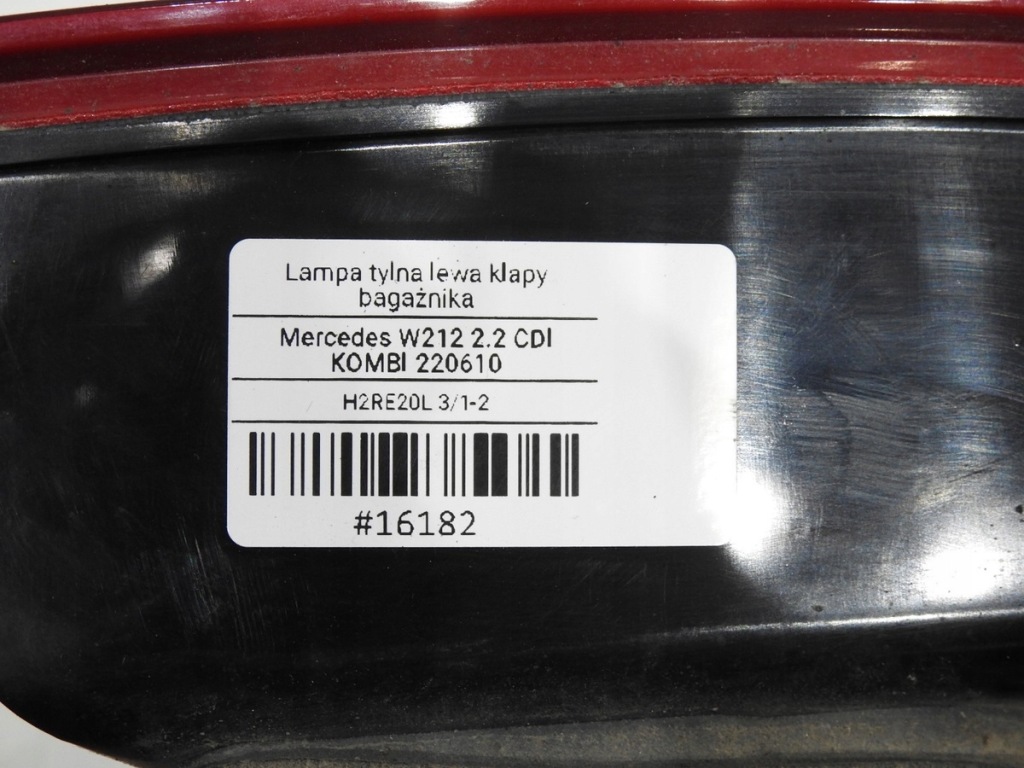 Lampa tylna lewa klapy
bagażnika
Mercedes W212 2.2 CDI
KOMBI 220610
H2RE20L 3/1-2
#16182